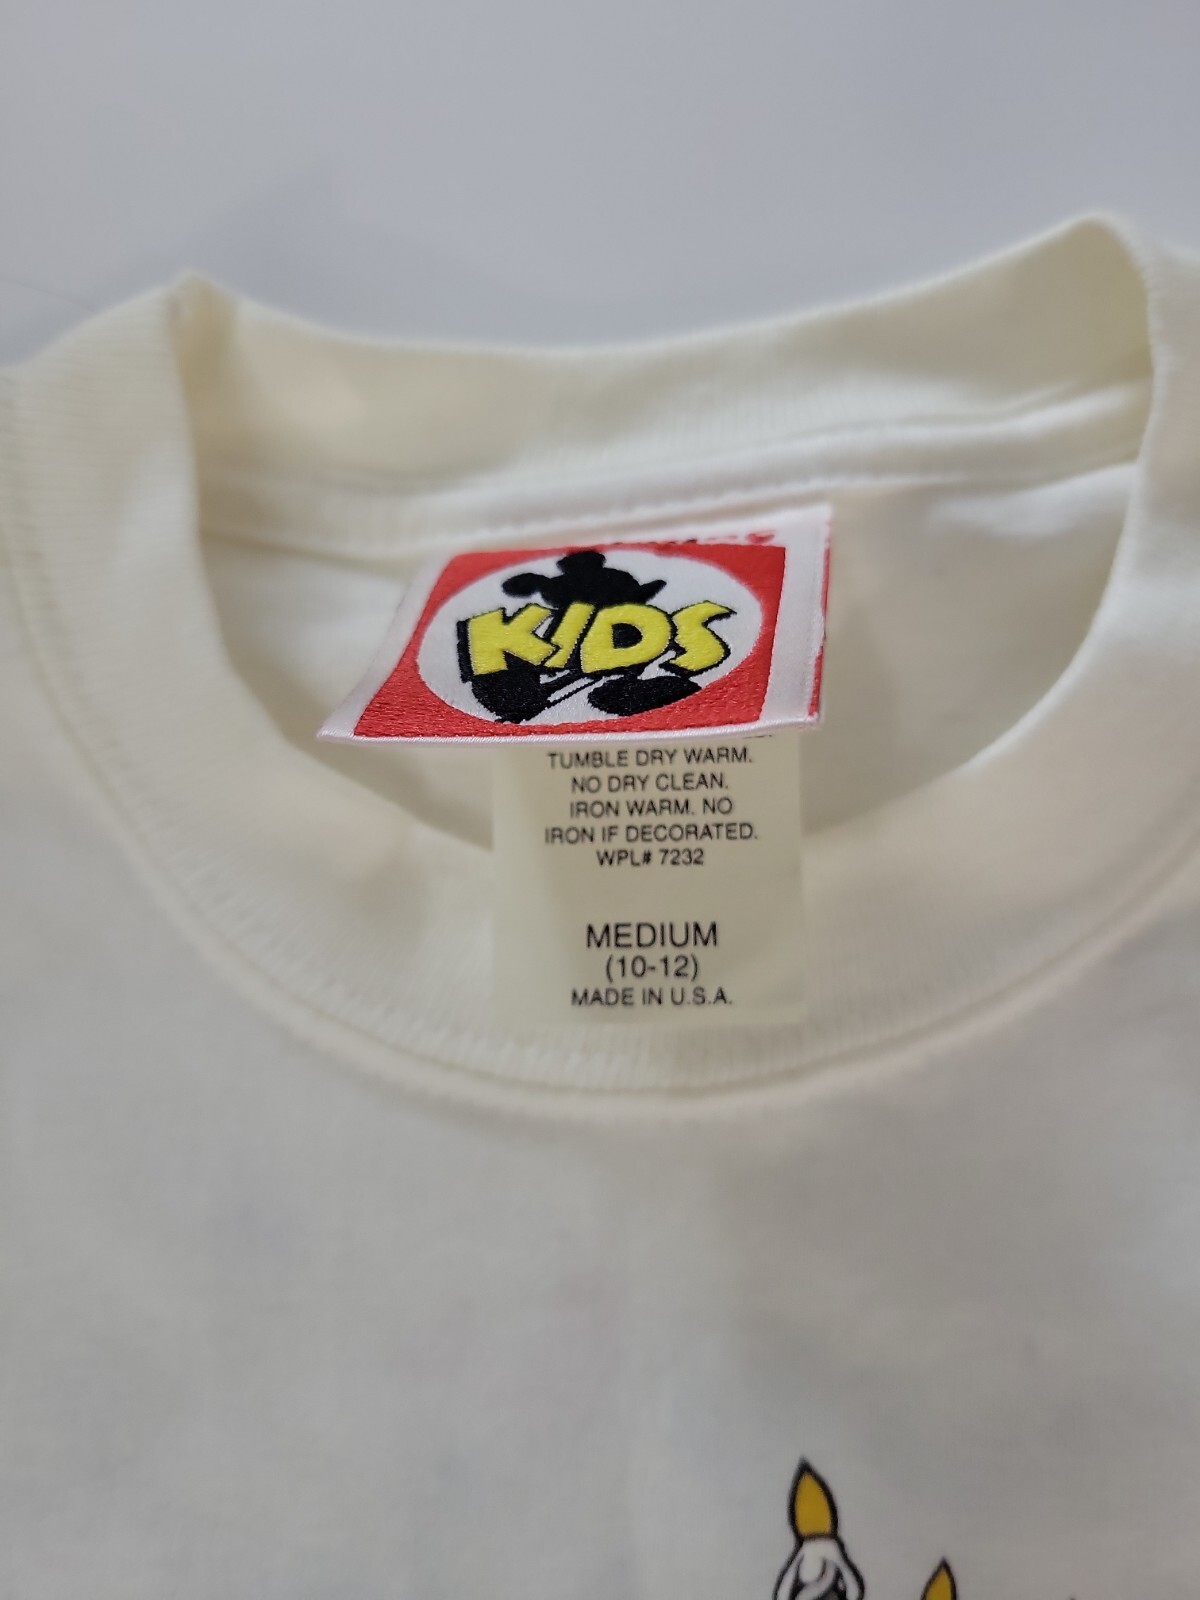 KIDS
TUMBLE DRY WARM.
NO DRY CLEAN.
IRON WARM. NO
IRON IF DECORATED.
WPL# 7232
MEDIUM
(10-12)
MADE IN U.S.A.